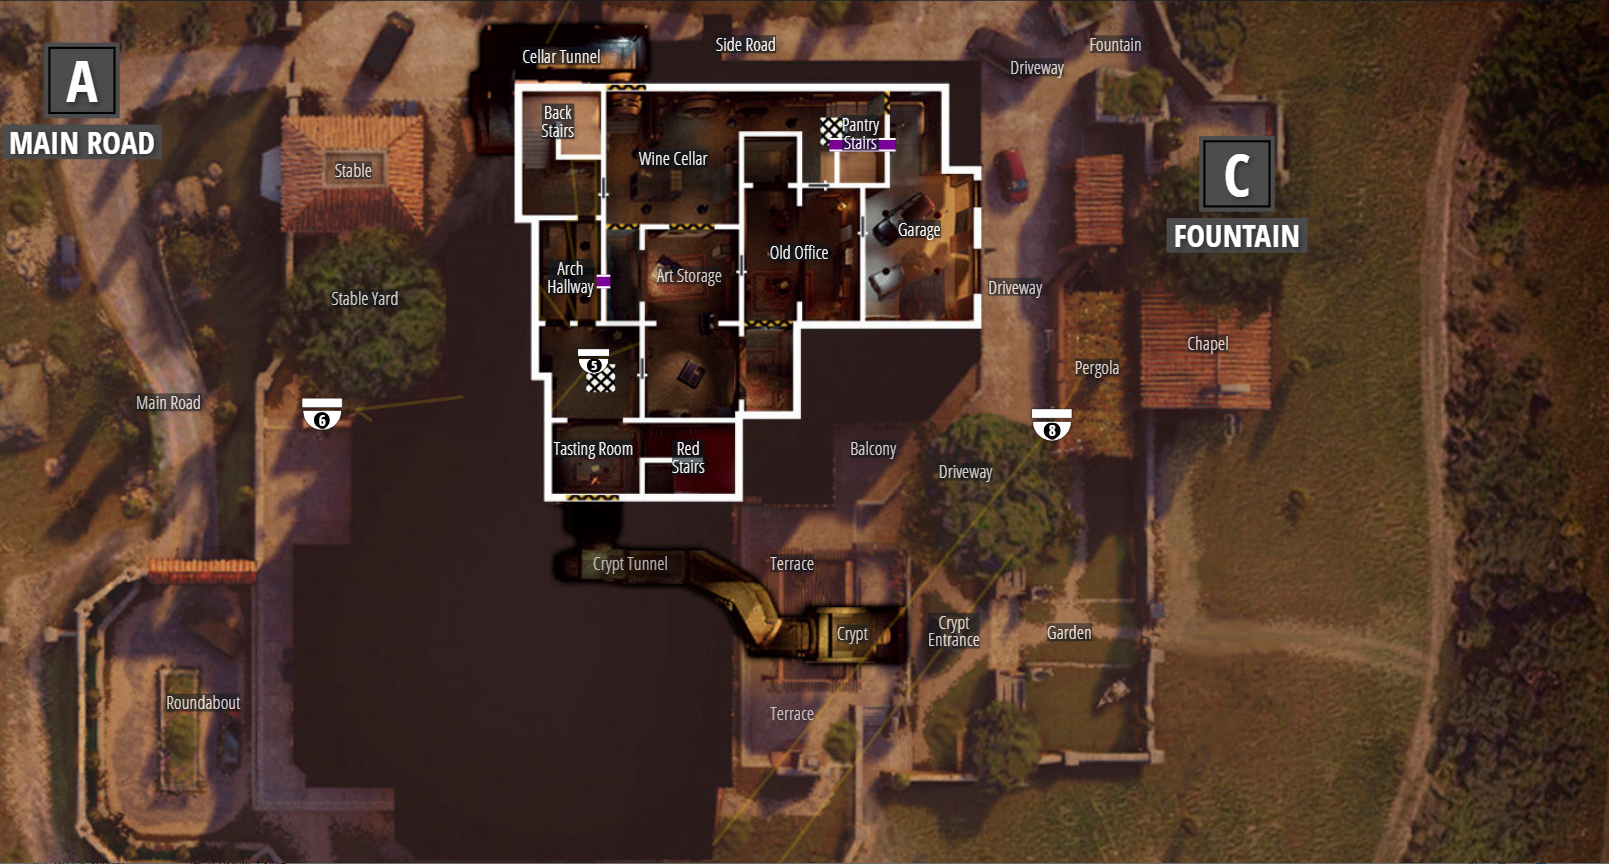 Side Road
Fountain
Cellar Tunnel
Driveway
A
MAIN ROAD
Back
Stairs
Pantry
Stairs
Wine Cellar
Stable
C
FOUNTAIN
Garage
Old Office
Arch
Hallway
Art Storage
Driveway
Stable Yard
Chapel
5
Pergola
Main Road
6
8
Tasting Room
Red
Stairs
Balcony
Driveway
Crypt Tunnel
Terrace
Crypt
Crypt
Entrance
Garden
Roundabout
Terrace